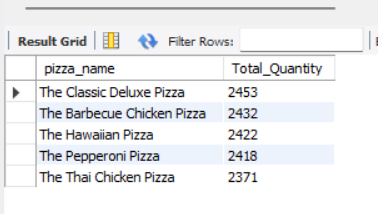 Result Grid Filter Rows:
pizza_name Total_Quantity
The Classic Deluxe Pizza 2453
The Barbecue Chicken Pizza 2432
The Hawaiian Pizza 2422
The Pepperoni Pizza 2418
The Thai Chicken Pizza 2371